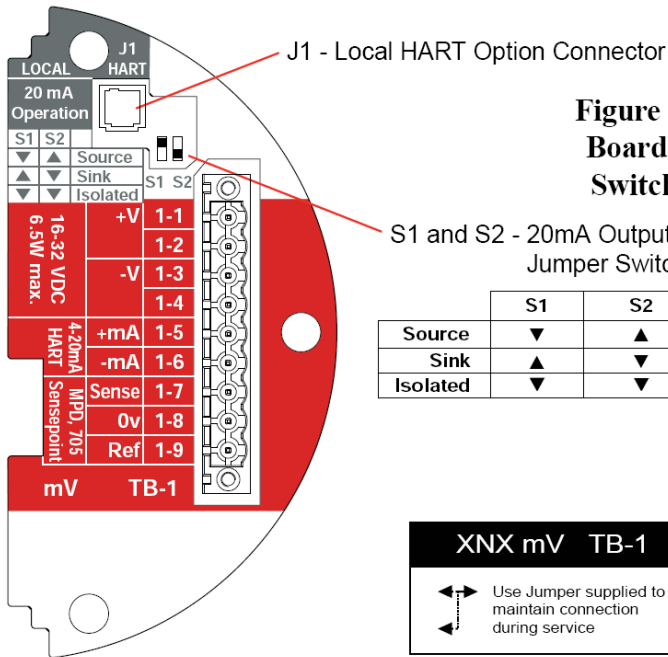 J1
LOCAL HART
20 mA
Operation
S1 S2
▼ ▲ Source
▲ ▼ Sink
▼ ▼ Isolated
S1 S2
16-32 VDC
6.5W max.
+V 1-1
1-2
-V 1-3
1-4
4-20mA
HART
+mA 1-5
-mA 1-6
MPD, 705
Sensepoint
Sense 1-7
0v 1-8
Ref 1-9
mV TB-1
J1 - Local HART Option Connector
Figure
Board
Switch
S1 and S2 - 20mA Output
Jumper Switc
S1 S2
Source ▼ ▲
Sink ▲ ▼
Isolated ▼ ▼
XNX mV TB-1
Use Jumper supplied to
maintain connection
during service